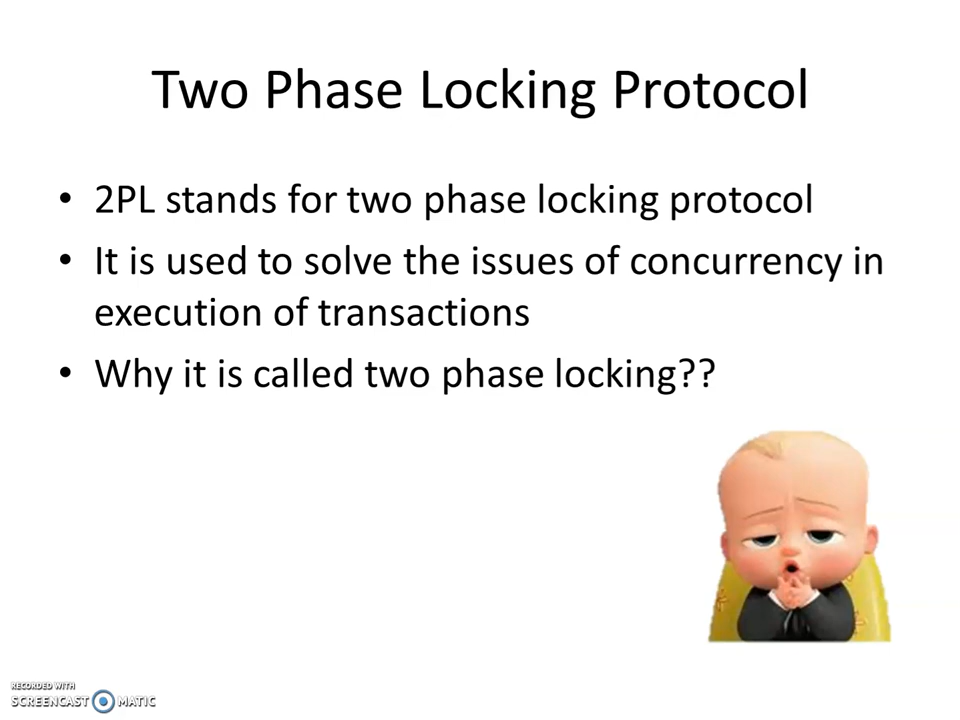 Two Phase Locking Protocol
• 2PL stands for two phase locking protocol
• It is used to solve the issues of concurrency in
execution of transactions
• Why it is called two phase locking??
RECORDED WITH
SCREENCAST MATIC